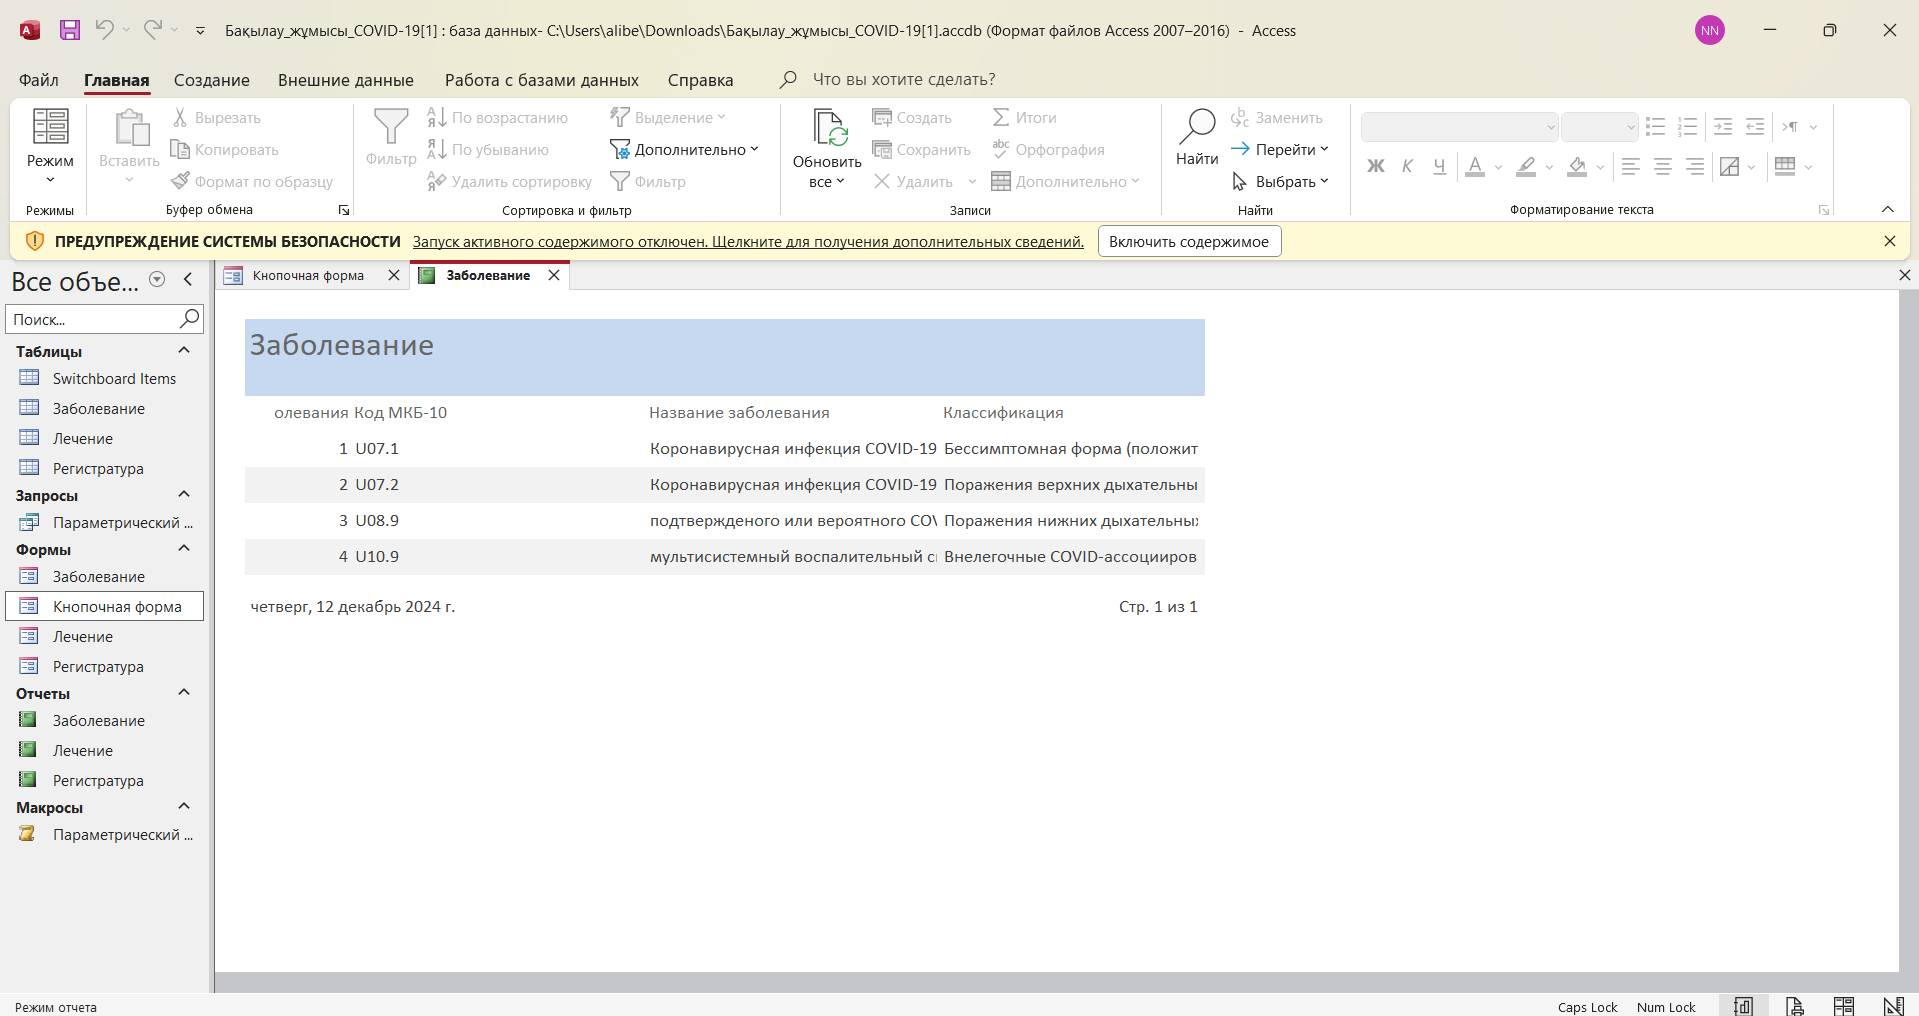 Бақылау_жұмысы_COVID-19[1] : база данных- C:\Users\alibe\Downloads\Бақылау_жұмысы_COVID-19[1].accdb (Формат файлов Access 2007–2016) - Access
NN
Файл Главная Создание Внешние данные Работа с базами данных Справка Что вы хотите сделать?
Режим
Режимы
Вставить
Вырезать
Копировать
Формат по образцу
Буфер обмена
Фильтр
По возрастанию
По убыванию
Удалить сортировку
Выделение
Дополнительно
Фильтр
Сортировка и фильтр
Обновить
все
Создать
Сохранить
Удалить
Итоги
Орфография
Дополнительно
Записи
Найти
Заменить
Перейти
Выбрать
Найти
Ж К Ч А
Форматирование текста
ПРЕДУПРЕЖДЕНИЕ СИСТЕМЫ БЕЗОПАСНОСТИ Запуск активного содержимого отключен. Щелкните для получения дополнительных сведений. Включить содержимое
Все объе...
Поиск...
Таблицы
Switchboard Items
Заболевание
Лечение
Регистратура
Запросы
Параметрический ...
Формы
Заболевание
Кнопочная форма
Лечение
Регистратура
Отчеты
Заболевание
Лечение
Регистратура
Макросы
Параметрический ...
Кнопочная форма Заболевание
Заболевание
олевания Код МКБ-10 Название заболевания Классификация
1 U07.1 Коронавирусная инфекция COVID-19 Бессимптомная форма (положит
2 U07.2 Коронавирусная инфекция COVID-19 Поражения верхних дыхательны
3 U08.9 подтвержденого или вероятного CO Поражения нижних дыхательных
4 U10.9 мультисистемный воспалительный с Внелегочные COVID-ассоцииров
четверг, 12 декабрь 2024 г. Стр. 1 из 1
Режим отчета Caps Lock Num Lock